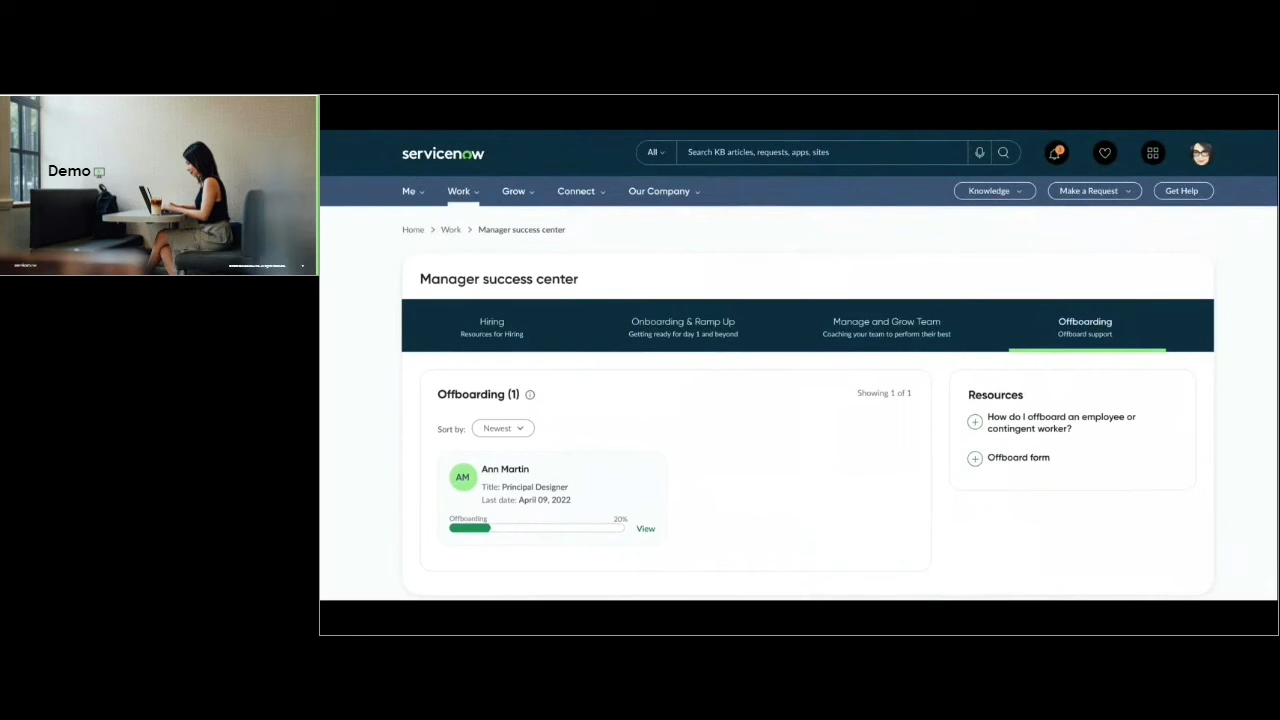 Demo
servicenow
servicenow
All
Search KB articles, requests, apps, sites
Me
Work
Grow
Connect
Our Company
Knowledge
Make a Request
Get Help
Home > Work > Manager success center
Manager success center
Hiring
Resources for Hiring
Onboarding & Ramp Up
Getting ready for day 1 and beyond
Manage and Grow Team
Coaching your team to perform their best
Offboarding
Offboard support
Offboarding (1)
Showing 1 of 1
Sort by: Newest
AM
Ann Martin
Title: Principal Designer
Last date: April 09, 2022
Offboarding
20%
View
Resources
How do I offboard an employee or
contingent worker?
Offboard form